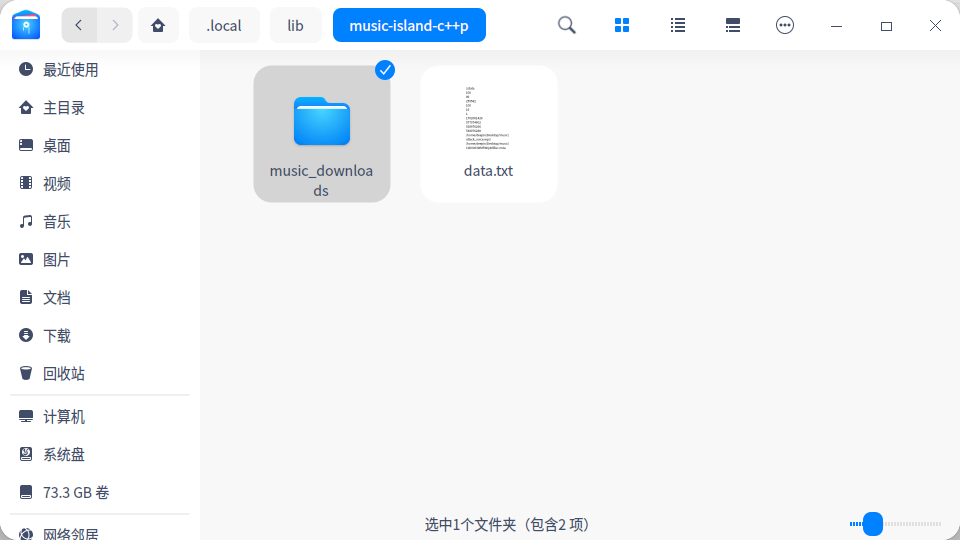 .local
lib
music-island-c++p
最近使用
主目录
桌面
视频
音乐
图片
文档
下载
回收站
计算机
系统盘
73.3 GB 卷
网络邻居
music_downloa
ds
data.txt
选中1个文件夹（包含2 项）